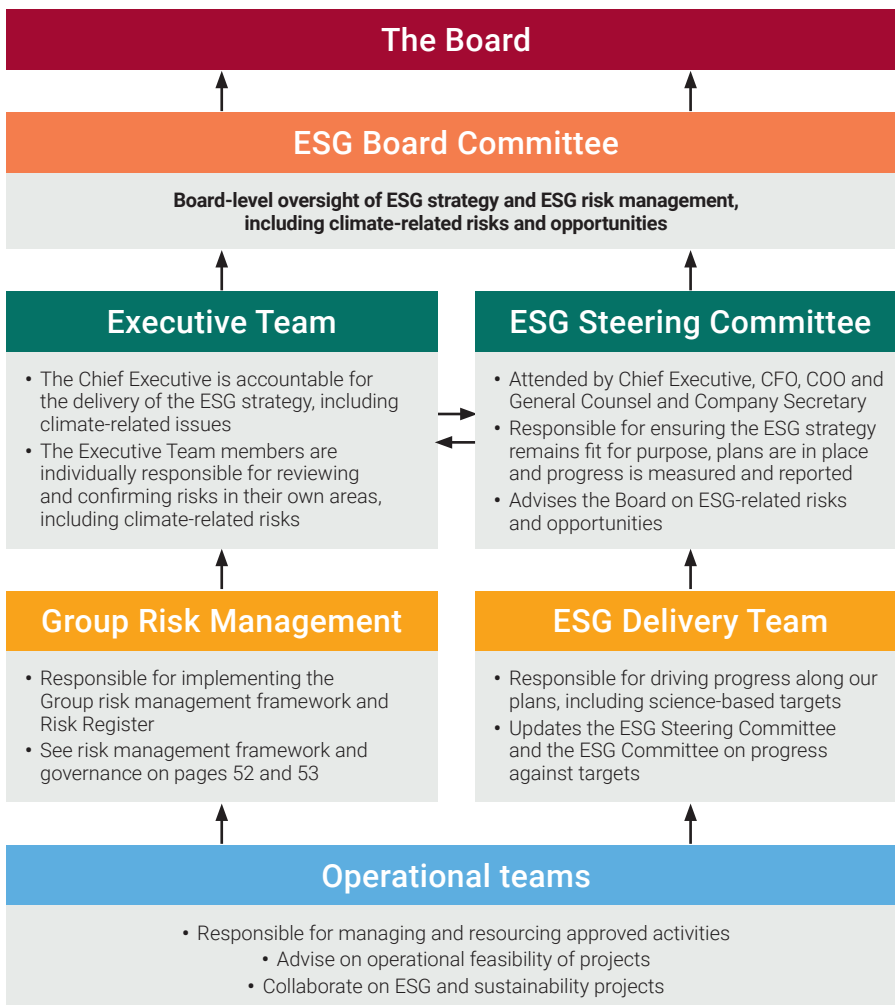 The Board
ESG Board Committee
Board-level oversight of ESG strategy and ESG risk management,
including climate-related risks and opportunities
Executive Team
• The Chief Executive is accountable for
the delivery of the ESG strategy, including
climate-related issues
• The Executive Team members are
individually responsible for reviewing
and confirming risks in their own areas,
including climate-related risks
ESG Steering Committee
• Attended by Chief Executive, CFO, COO and
General Counsel and Company Secretary
• Responsible for ensuring the ESG strategy
remains fit for purpose, plans are in place
and progress is measured and reported
• Advises the Board on ESG-related risks
and opportunities
Group Risk Management
• Responsible for implementing the
Group risk management framework and
Risk Register
• See risk management framework and
governance on pages 52 and 53
ESG Delivery Team
• Responsible for driving progress along our
plans, including science-based targets
• Updates the ESG Steering Committee
and the ESG Committee on progress
against targets
Operational teams
• Responsible for managing and resourcing approved activities
• Advise on operational feasibility of projects
• Collaborate on ESG and sustainability projects